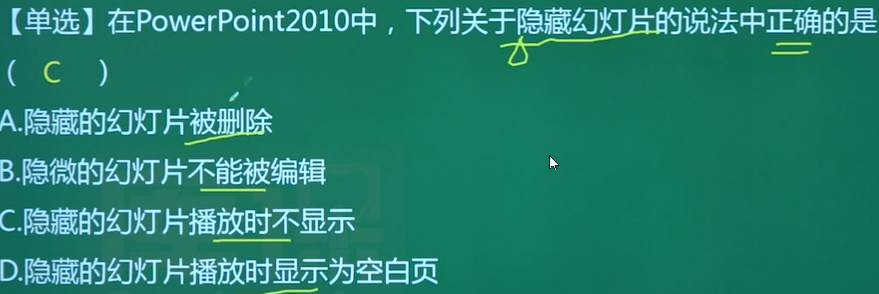 【单选】在PowerPoint2010中，下列关于隐藏幻灯片的说法中正确的是
（ C ）
A.隐藏的幻灯片被删除
B.隐微的幻灯片不能被编辑
C.隐藏的幻灯片播放时不显示
D.隐藏的幻灯片播放时显示为空白页